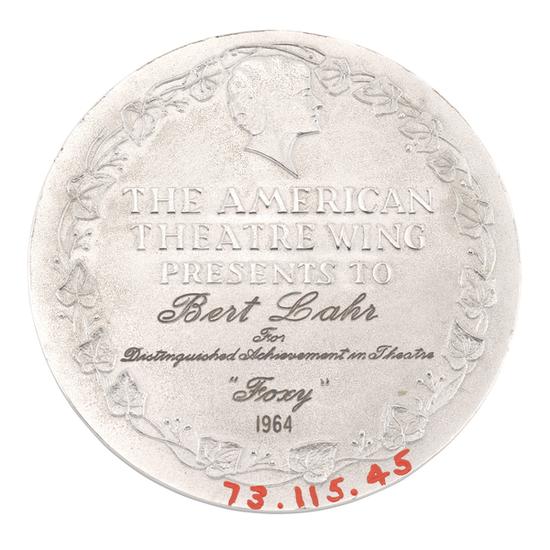 THE AMERICAN
THEATRE WING
PRESENTS TO
Bert Lahr
For
Distinguished Achievement in Theatre
"Foxy"
1964
73.115.45